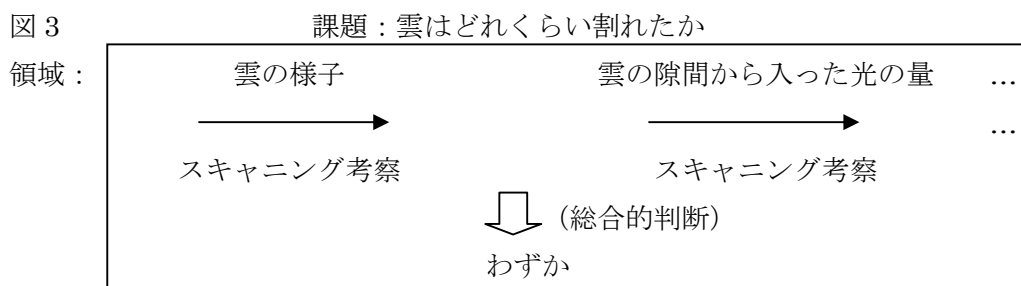 図3 課題：雲はどれくらい割れたか
領域： 雲の様子 雲の隙間から入った光の量 …
…
スキャニング考察 スキャニング考察
（総合的判断）
わずか